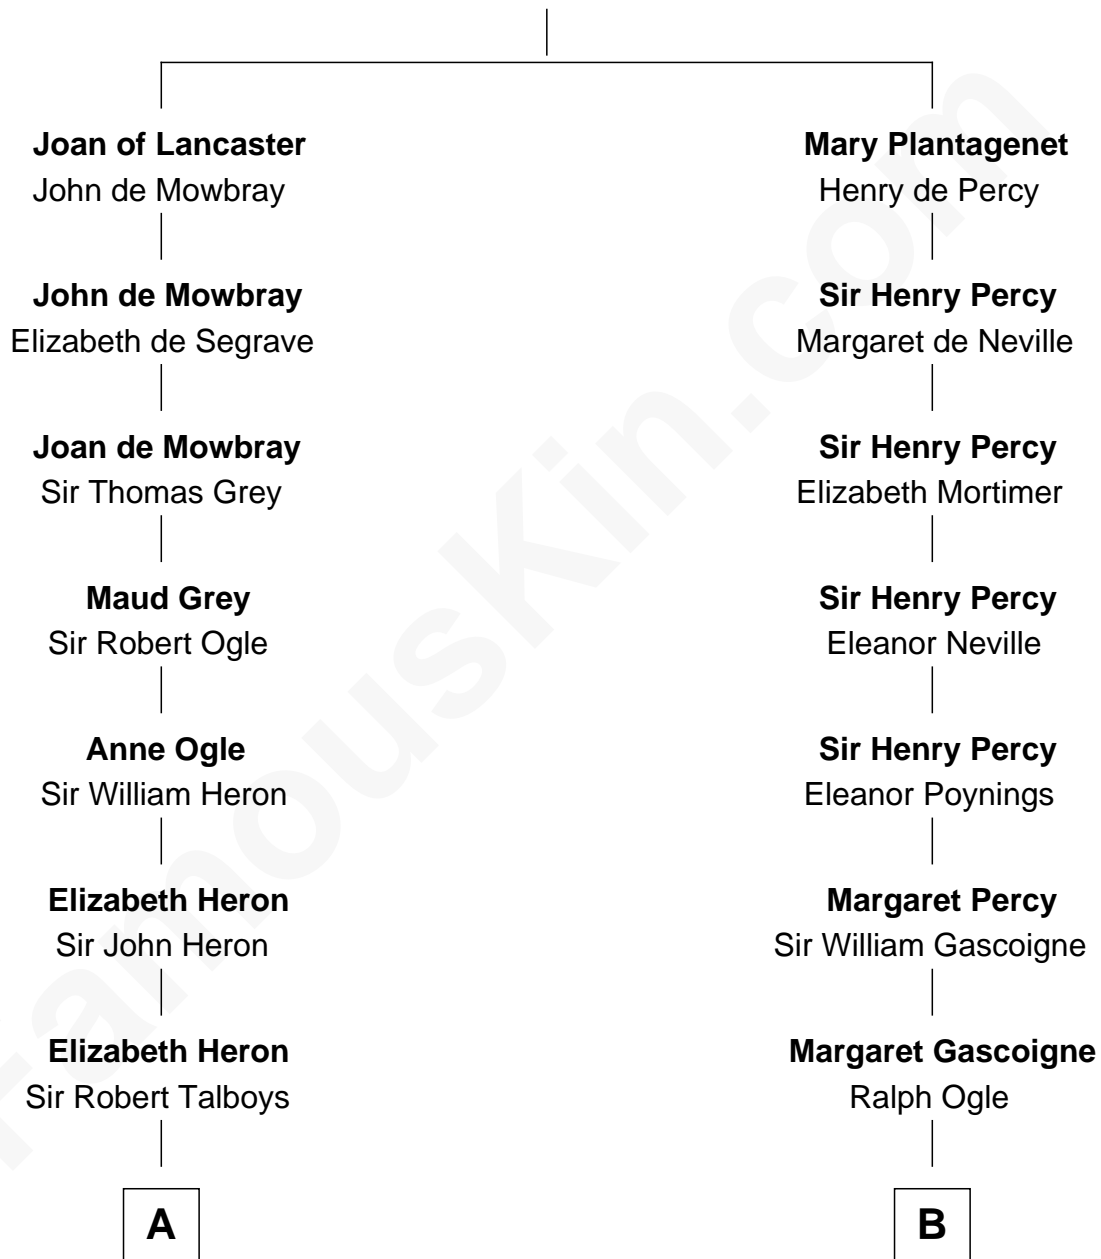 Joan of Lancaster
John de Mowbray
John de Mowbray
Elizabeth de Segrave
Joan de Mowbray
Sir Thomas Grey
Maud Grey
Sir Robert Ogle
Anne Ogle
Sir William Heron
Elizabeth Heron
Sir John Heron
Elizabeth Heron
Sir Robert Talboys
A
Mary Plantagenet
Henry de Percy
Sir Henry Percy
Margaret de Neville
Sir Henry Percy
Elizabeth Mortimer
Sir Henry Percy
Eleanor Neville
Sir Henry Percy
Eleanor Poynings
Margaret Percy
Sir William Gascoigne
Margaret Gascoigne
Ralph Ogle
B
FamousKin.com